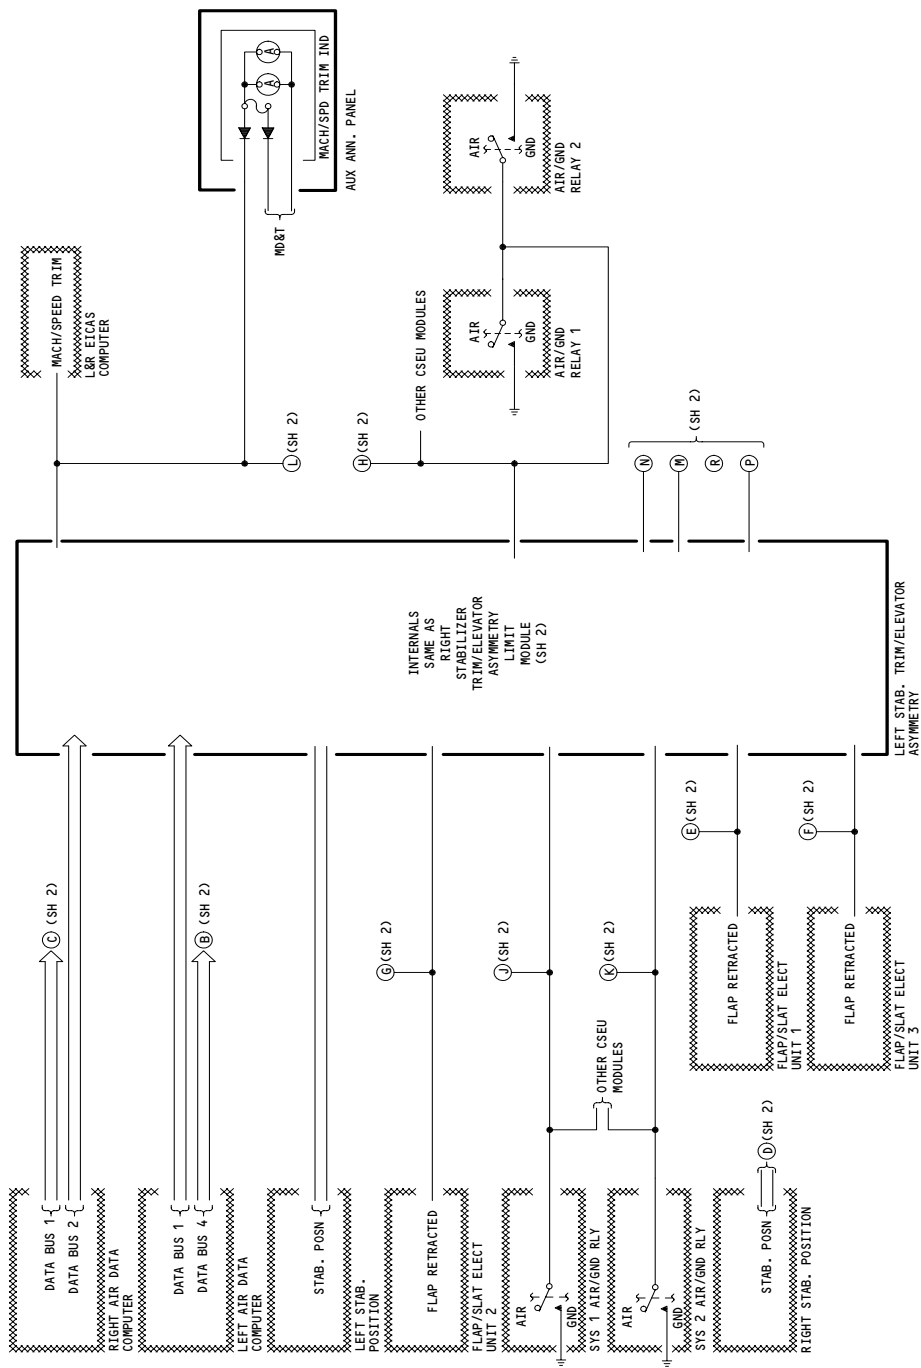 DATA BUS 1
DATA BUS 2
RIGHT AIR DATA
COMPUTER
C (SH 2)
DATA BUS 1
DATA BUS 4
LEFT AIR DATA
COMPUTER
B (SH 2)
STAB. POSN
LEFT STAB.
POSITION
FLAP RETRACTED
FLAP/SLAT ELECT
UNIT 2
G (SH 2)
AIR
GND
SYS 1 AIR/GND RLY
J (SH 2)
AIR
GND
SYS 2 AIR/GND RLY
K (SH 2)
OTHER CSEU
MODULES
STAB. POSN
D (SH 2)
RIGHT STAB. POSITION
FLAP RETRACTED
FLAP/SLAT ELECT
UNIT 1
E (SH 2)
FLAP RETRACTED
FLAP/SLAT ELECT
UNIT 3
F (SH 2)
INTERNALS
SAME AS
RIGHT
STABILIZER
TRIM/ELEVATOR
ASYMMETRY
LIMIT
MODULE
(SH 2)
LEFT STAB. TRIM/ELEVATOR
ASYMMETRY
MACH/SPEED TRIM
L&R EICAS
COMPUTER
L (SH 2)
H (SH 2)
OTHER CSEU MODULES
MD&T
A
A
MACH/SPD TRIM IND
AUX ANN. PANEL
AIR
GND
AIR/GND
RELAY 1
AIR
GND
AIR/GND
RELAY 2
N
M
R
P
(SH 2)